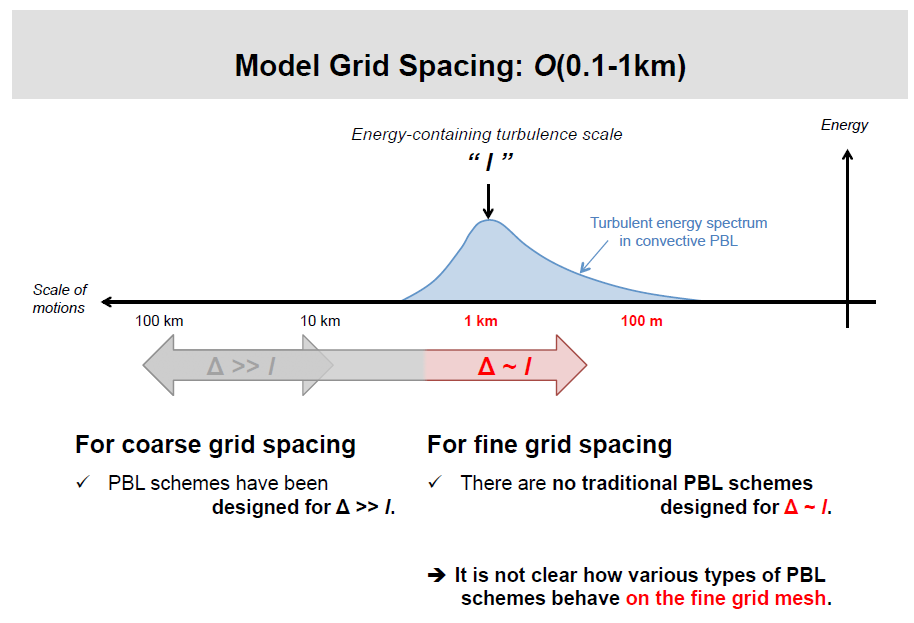 Model Grid Spacing: O(0.1-1km)
Energy-containing turbulence scale
“ l ”
Energy
Turbulent energy spectrum
in convective PBL
Scale of
motions
100 km
10 km
1 km
100 m
Δ >> l
Δ ~ l
For coarse grid spacing
✓ PBL schemes have been
designed for Δ >> l.
For fine grid spacing
✓ There are no traditional PBL schemes
designed for Δ ~ l.
➔ It is not clear how various types of PBL
schemes behave on the fine grid mesh.